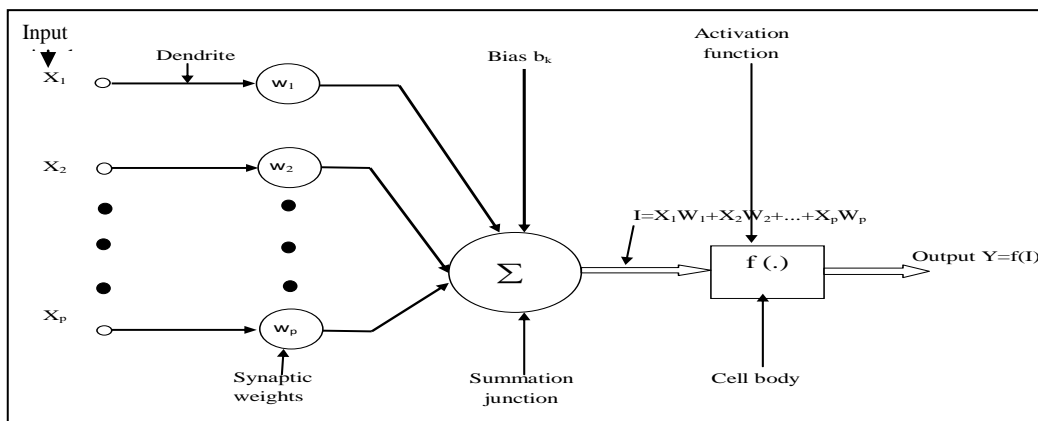 Input
Activation
function
Dendrite
Bias bₖ
X₁
w₁
X₂
w₂
I=X₁W₁+X₂W₂+...+XₚWₚ
Σ
f (.)
Output Y=f(I)
Xₚ
wₚ
Synaptic
weights
Summation
junction
Cell body